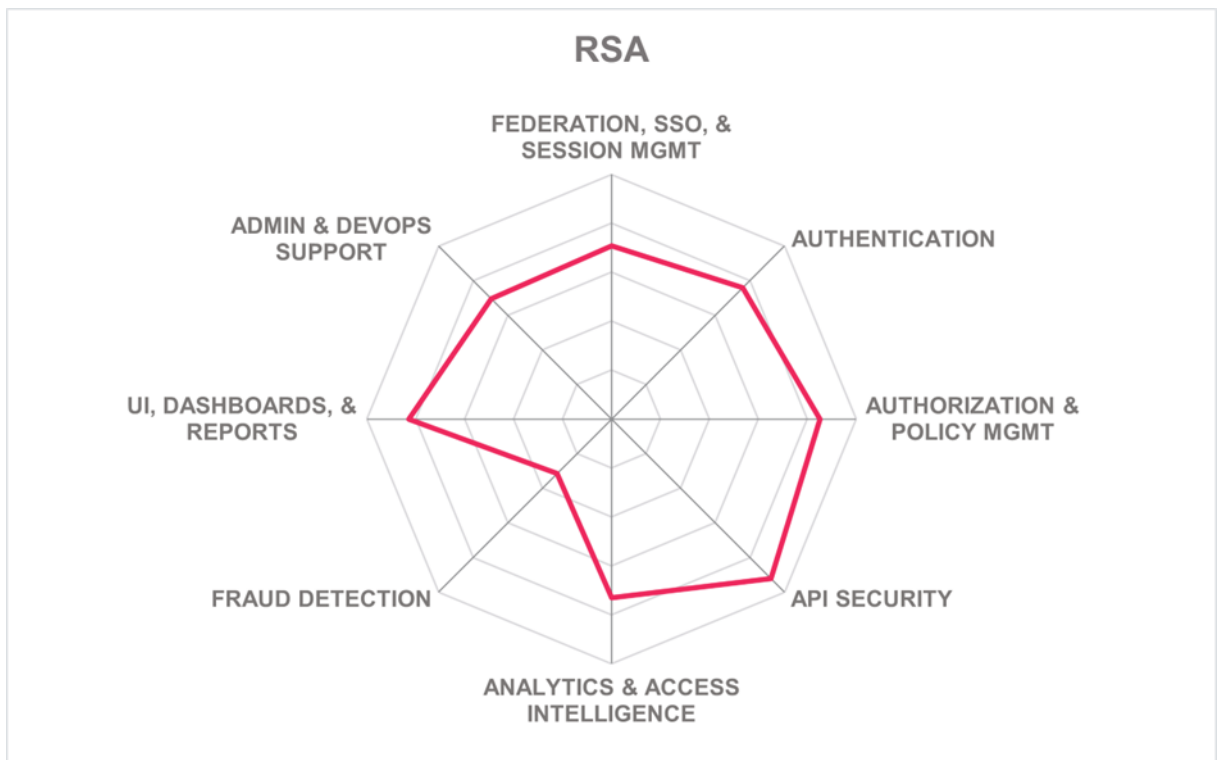 RSA
FEDERATION, SSO, &
SESSION MGMT
ADMIN & DEVOPS
SUPPORT
AUTHENTICATION
UI, DASHBOARDS, &
REPORTS
AUTHORIZATION &
POLICY MGMT
FRAUD DETECTION
API SECURITY
ANALYTICS & ACCESS
INTELLIGENCE